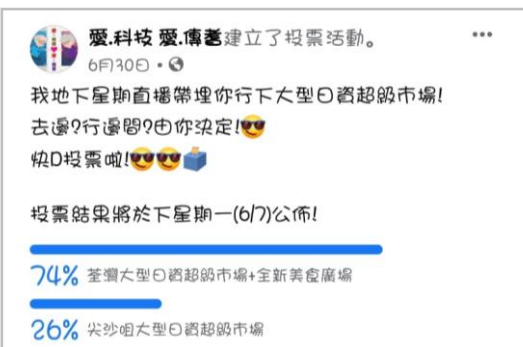 愛.科技 愛.傳耆建立了投票活動。
6月30日
我地下星期直播帶埋你行下大型日資超級市場!
去邊?行邊間?由你決定!😎
快D投票啦!😎😎🗳️
投票結果將於下星期一(6/7)公佈!
74% 荃灣大型日資超級市場+全新美食廣場
26% 尖沙咀大型日資超級市場